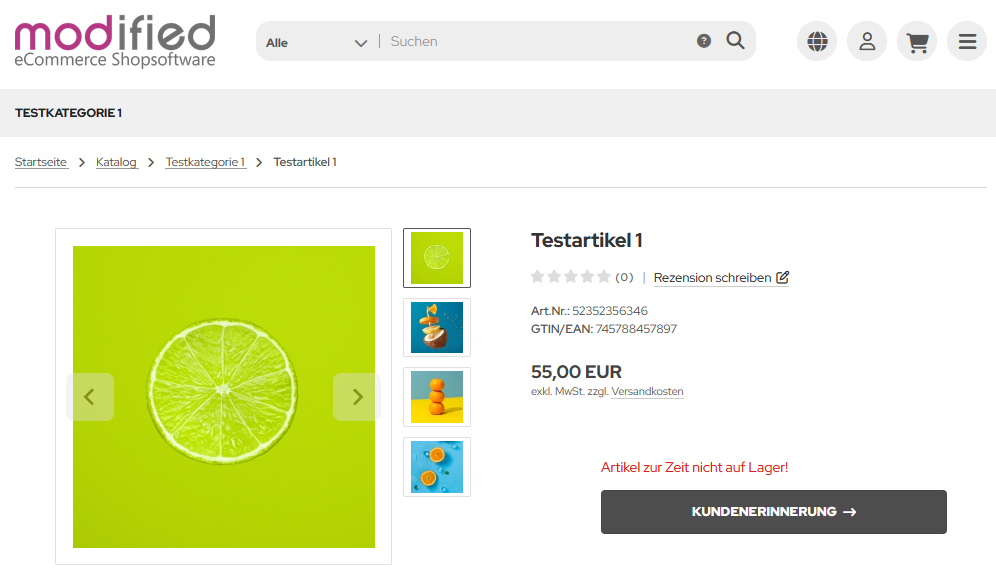 modified
eCommerce Shopsoftware
Alle
Suchen
?
TESTKATEGORIE 1
Startseite > Katalog > Testkategorie 1 > Testartikel 1
Testartikel 1
(0) | Rezension schreiben
Art.Nr.: 52352356346
GTIN/EAN: 745788457897
55,00 EUR
exkl. MwSt. zzgl. Versandkosten
Artikel zur Zeit nicht auf Lager!
KUNDENERINNERUNG →